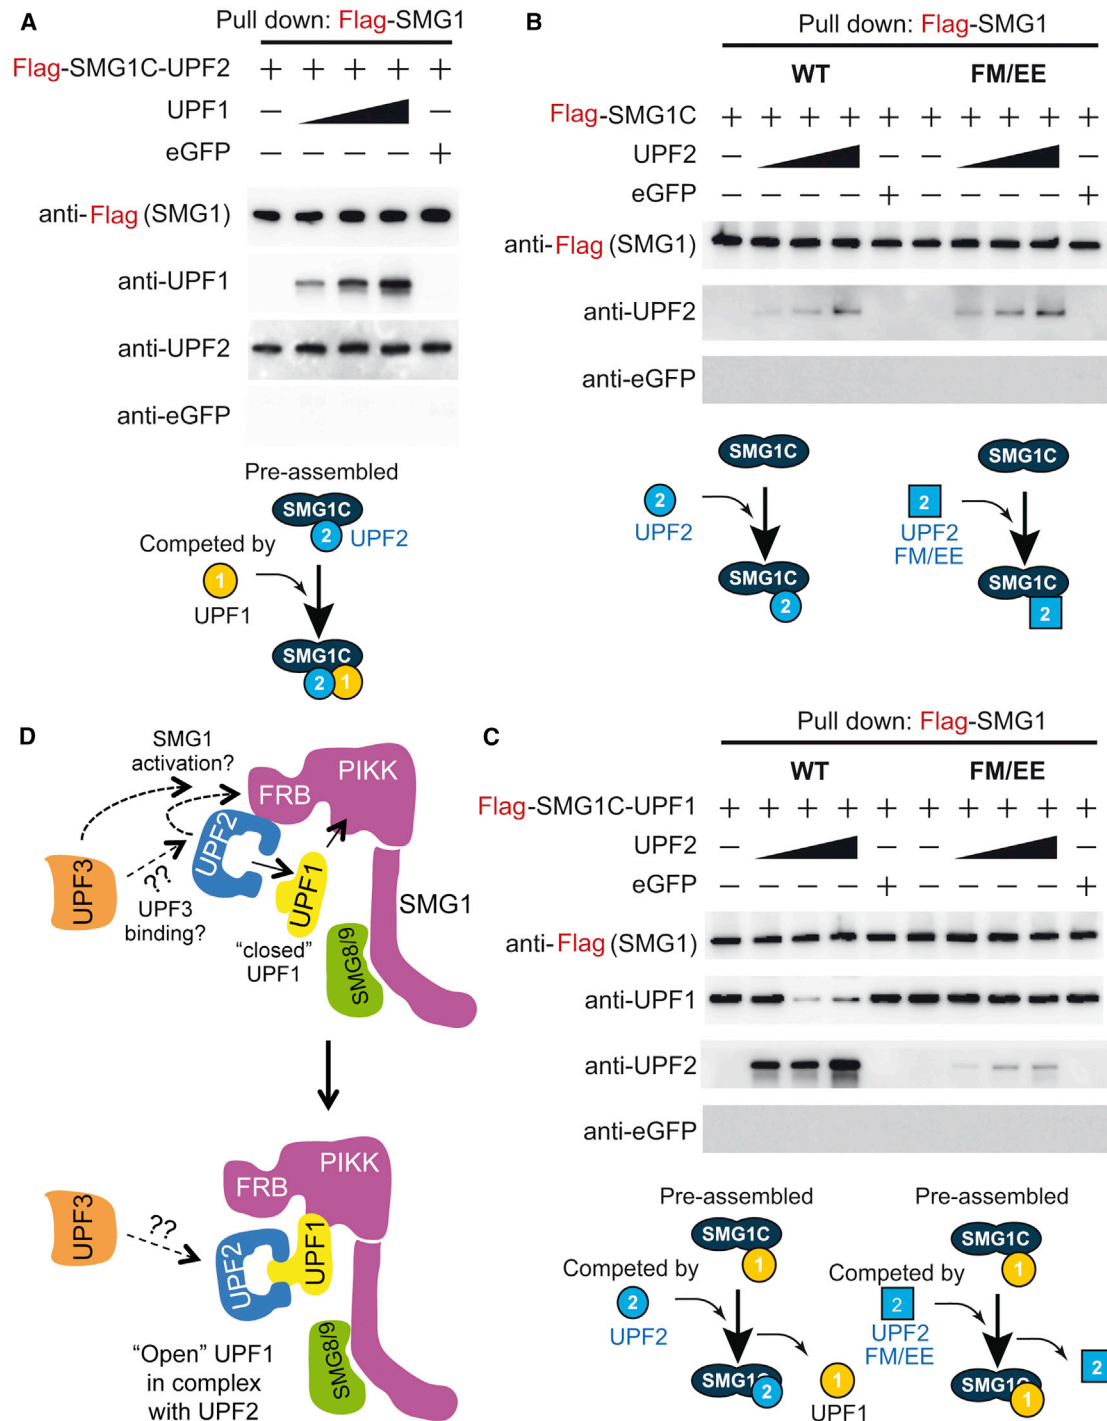 A
Pull down: Flag-SMG1
Flag-SMG1C-UPF2 + + + + +
UPF1 – –
eGFP – – – – +
anti-Flag (SMG1)
anti-UPF1
anti-UPF2
anti-eGFP
Pre-assembled
SMG1C
2 UPF2
Competed by
1
UPF1
SMG1C
2 1
B
Pull down: Flag-SMG1
WT FM/EE
Flag-SMG1C + + + + + + + + +
UPF2 – – –
eGFP – – – – + – – – +
anti-Flag (SMG1)
anti-UPF2
anti-eGFP
SMG1C
2
UPF2
SMG1C
2
SMG1C
2
UPF2
FM/EE
SMG1C
2
D
SMG1
activation?
PIKK
FRB
UPF2
UPF3
??
UPF3
binding?
UPF1
"closed"
UPF1
SMG8/9
SMG1
PIKK
FRB
UPF3
??
UPF2
UPF1
SMG8/9
"Open" UPF1
in complex
with UPF2
C
Pull down: Flag-SMG1
WT FM/EE
Flag-SMG1C-UPF1 + + + + + + + + +
UPF2 – – – –
eGFP – – – – + – – – +
anti-Flag (SMG1)
anti-UPF1
anti-UPF2
anti-eGFP
Pre-assembled
SMG1C
1
Competed by
2
UPF2
SMG1C
2
1
UPF1
Pre-assembled
SMG1C
1
Competed by
2
UPF2
FM/EE
SMG1C
1
2